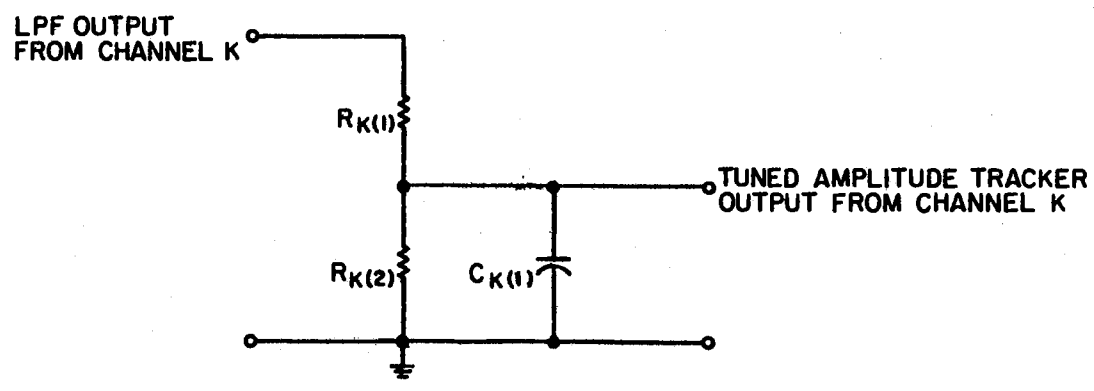 LPF OUTPUT
FROM CHANNEL K
RK(1)
TUNED AMPLITUDE TRACKER
OUTPUT FROM CHANNEL K
RK(2)
CK(1)